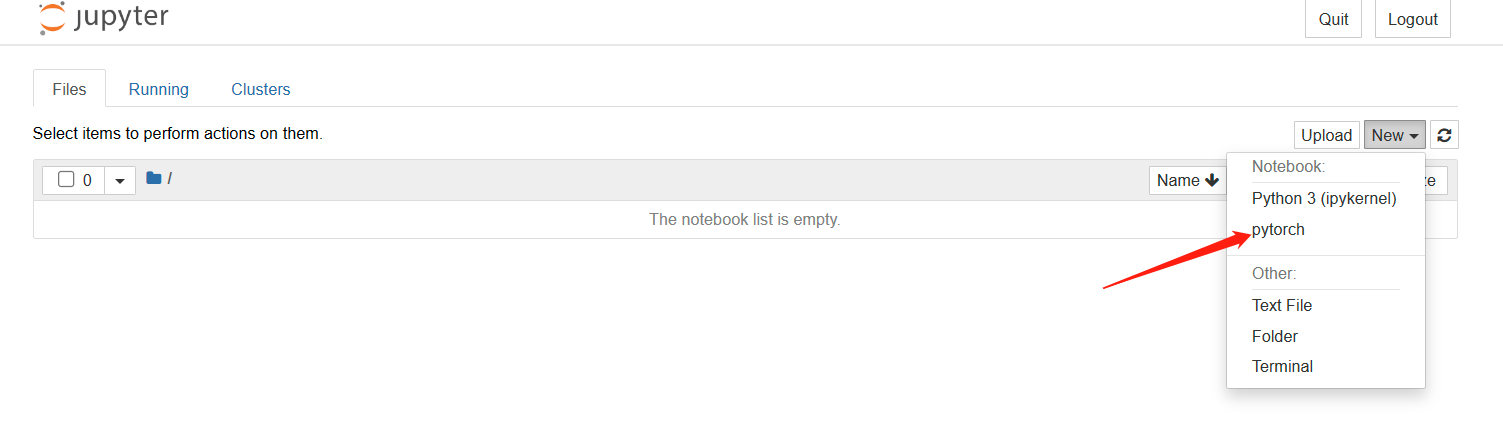 jupyter
Quit Logout
Files Running Clusters
Select items to perform actions on them.
Upload New
0 / Name ze
The notebook list is empty.
Notebook:
Python 3 (ipykernel)
pytorch
Other:
Text File
Folder
Terminal